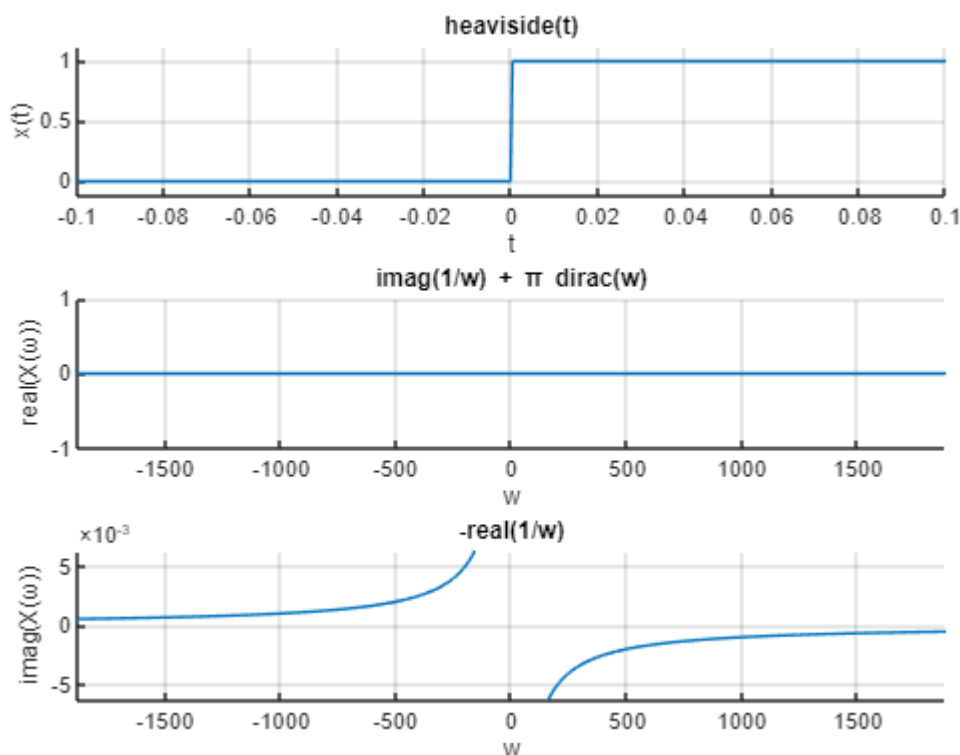 heaviside(t)
x(t)
1
0.5
0
-0.1 -0.08 -0.06 -0.04 -0.02 0 0.02 0.04 0.06 0.08 0.1
t
imag(1/w) + π dirac(w)
real(X(ω))
1
0
-1
-1500 -1000 -500 0 500 1000 1500
w
×10⁻³
-real(1/w)
imag(X(ω))
5
0
-5
-1500 -1000 -500 0 500 1000 1500
w